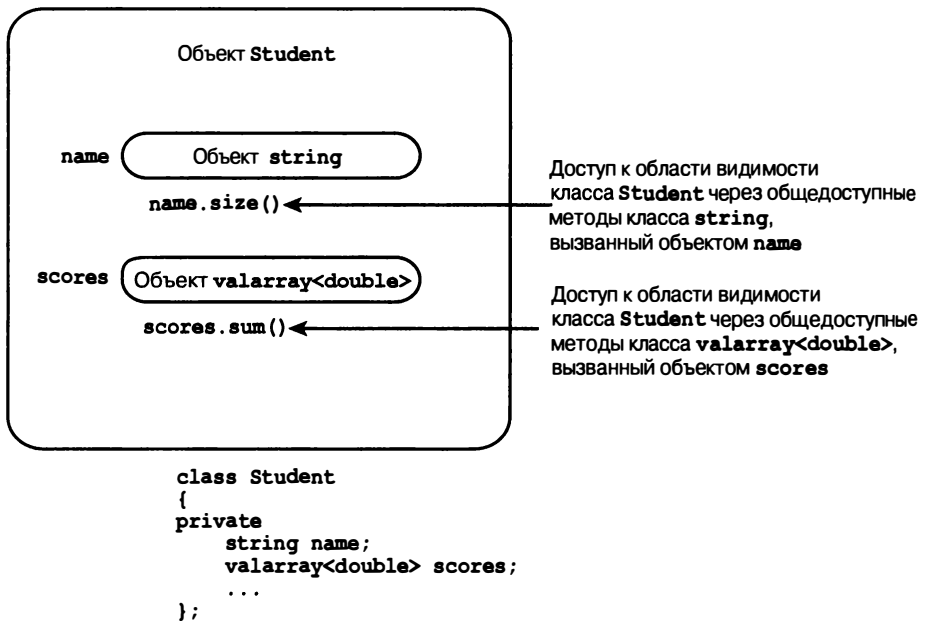 Объект Student
name
Объект string
name.size()
Доступ к области видимости
класса Student через общедоступные
методы класса string,
вызванный объектом name
scores
Объект valarray<double>
scores.sum()
Доступ к области видимости
класса Student через общедоступные
методы класса valarray<double>,
вызванный объектом scores
class Student
{
private
    string name;
    valarray<double> scores;
    ...
};